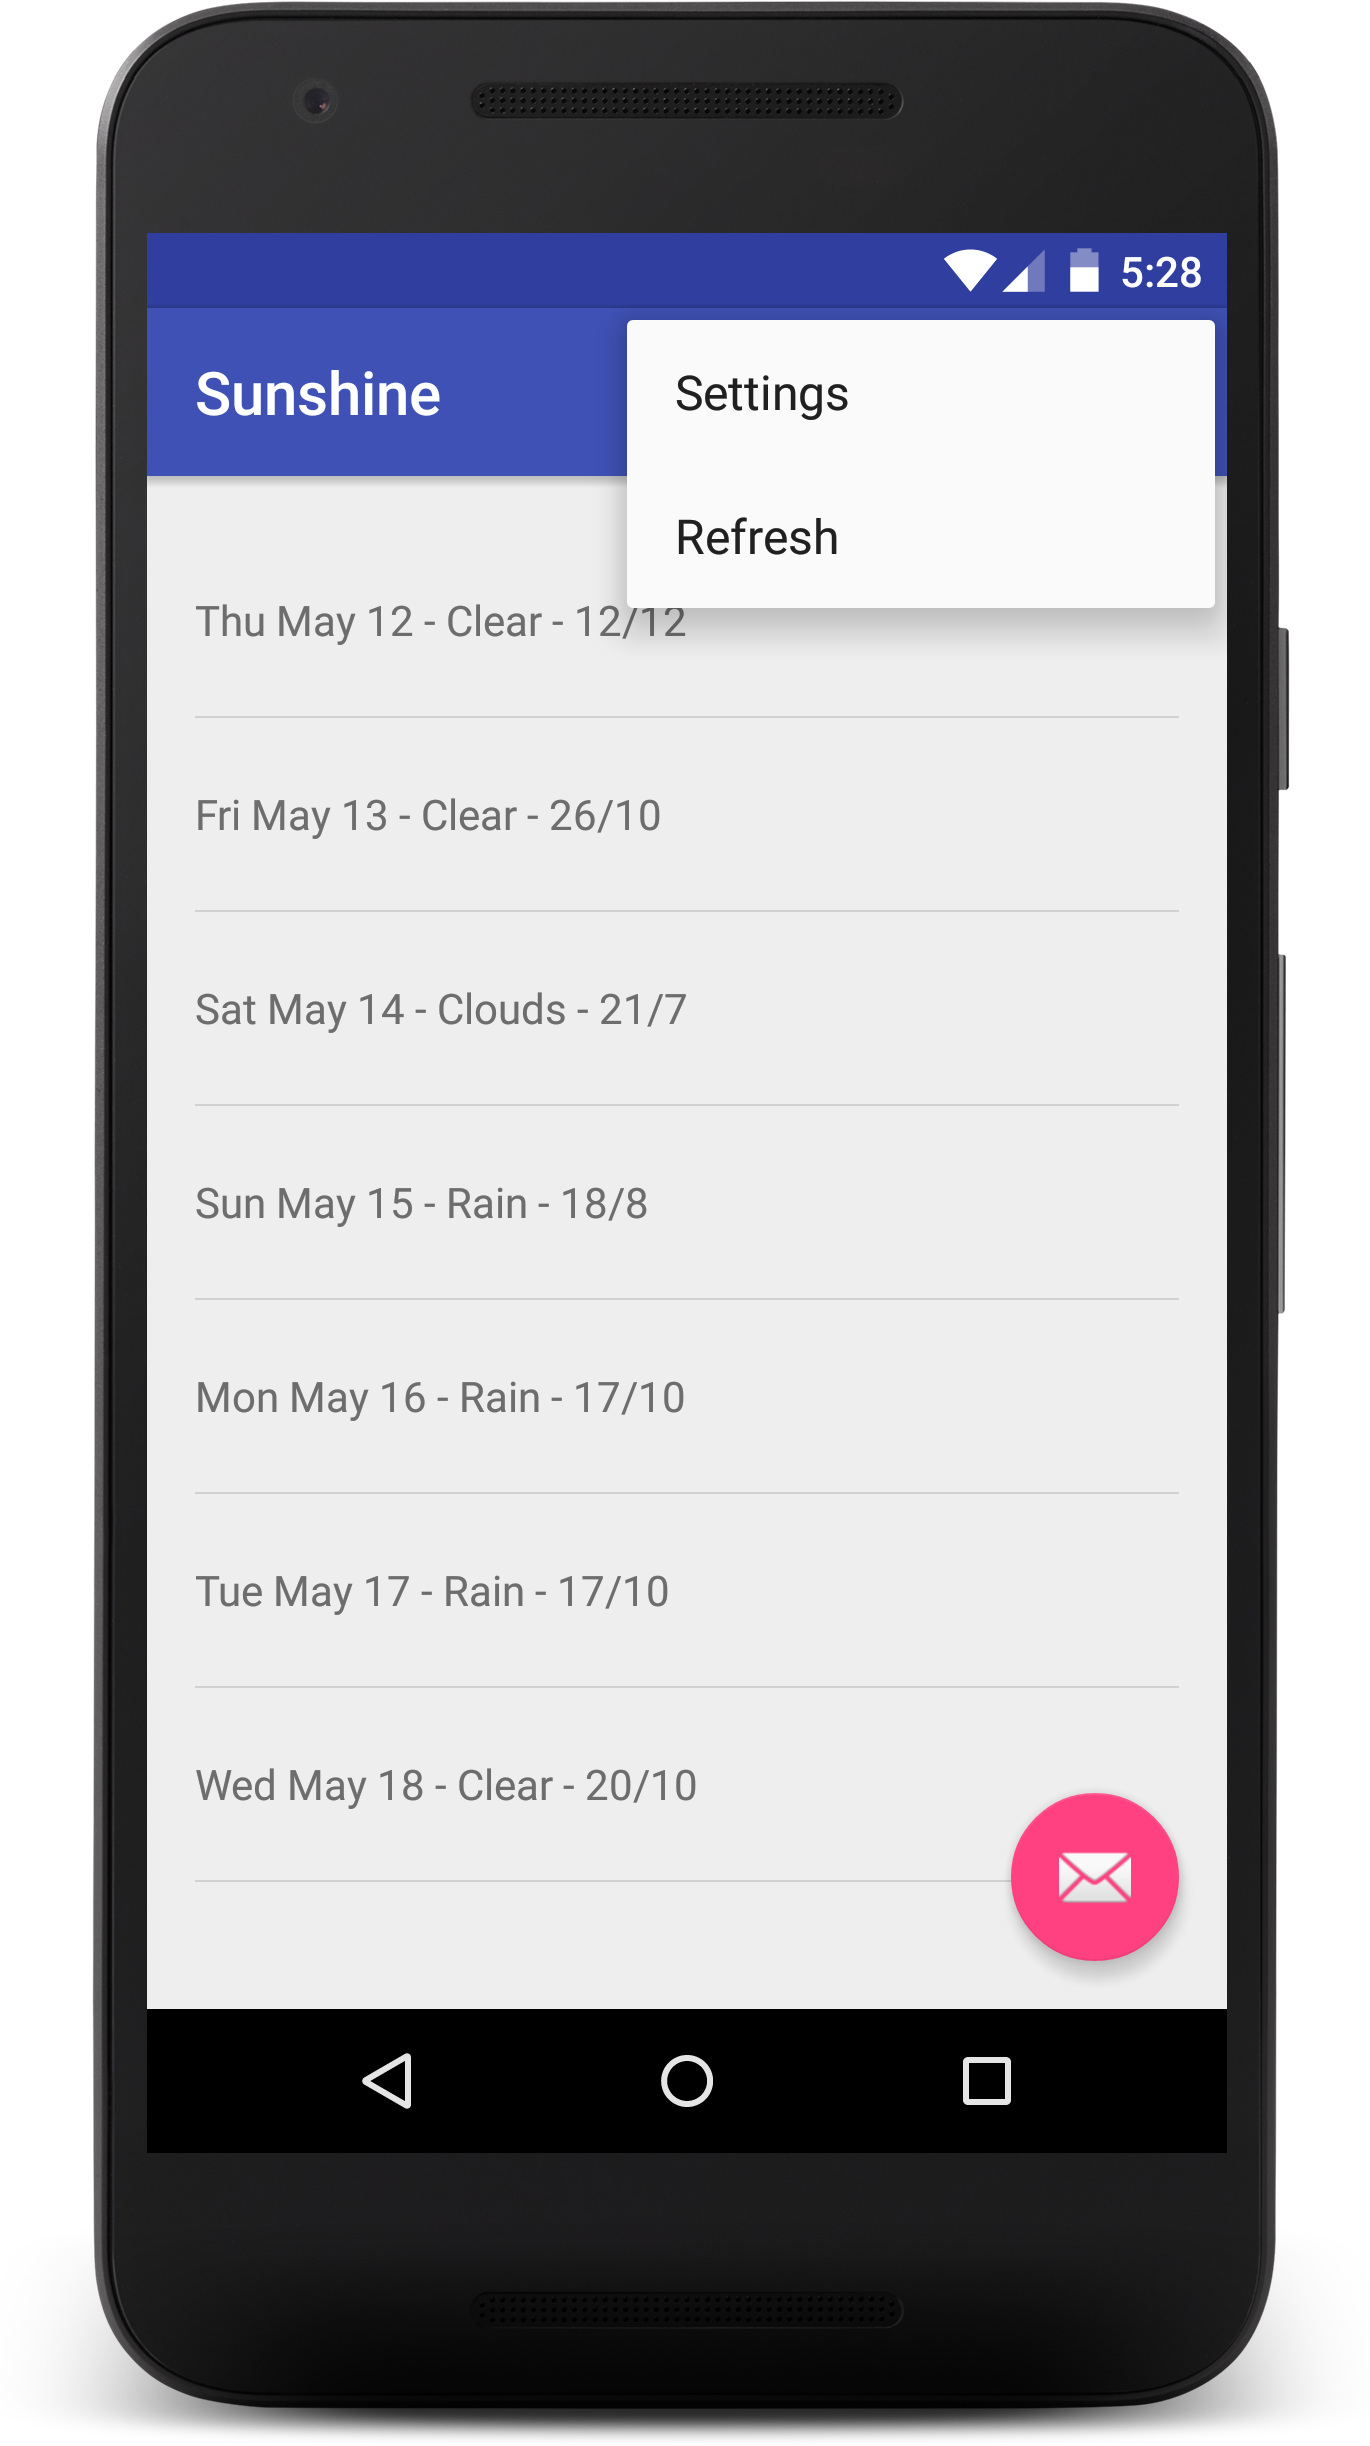 5:28
Sunshine
Settings
Refresh
Thu May 12 - Clear - 12/12
Fri May 13 - Clear - 26/10
Sat May 14 - Clouds - 21/7
Sun May 15 - Rain - 18/8
Mon May 16 - Rain - 17/10
Tue May 17 - Rain - 17/10
Wed May 18 - Clear - 20/10